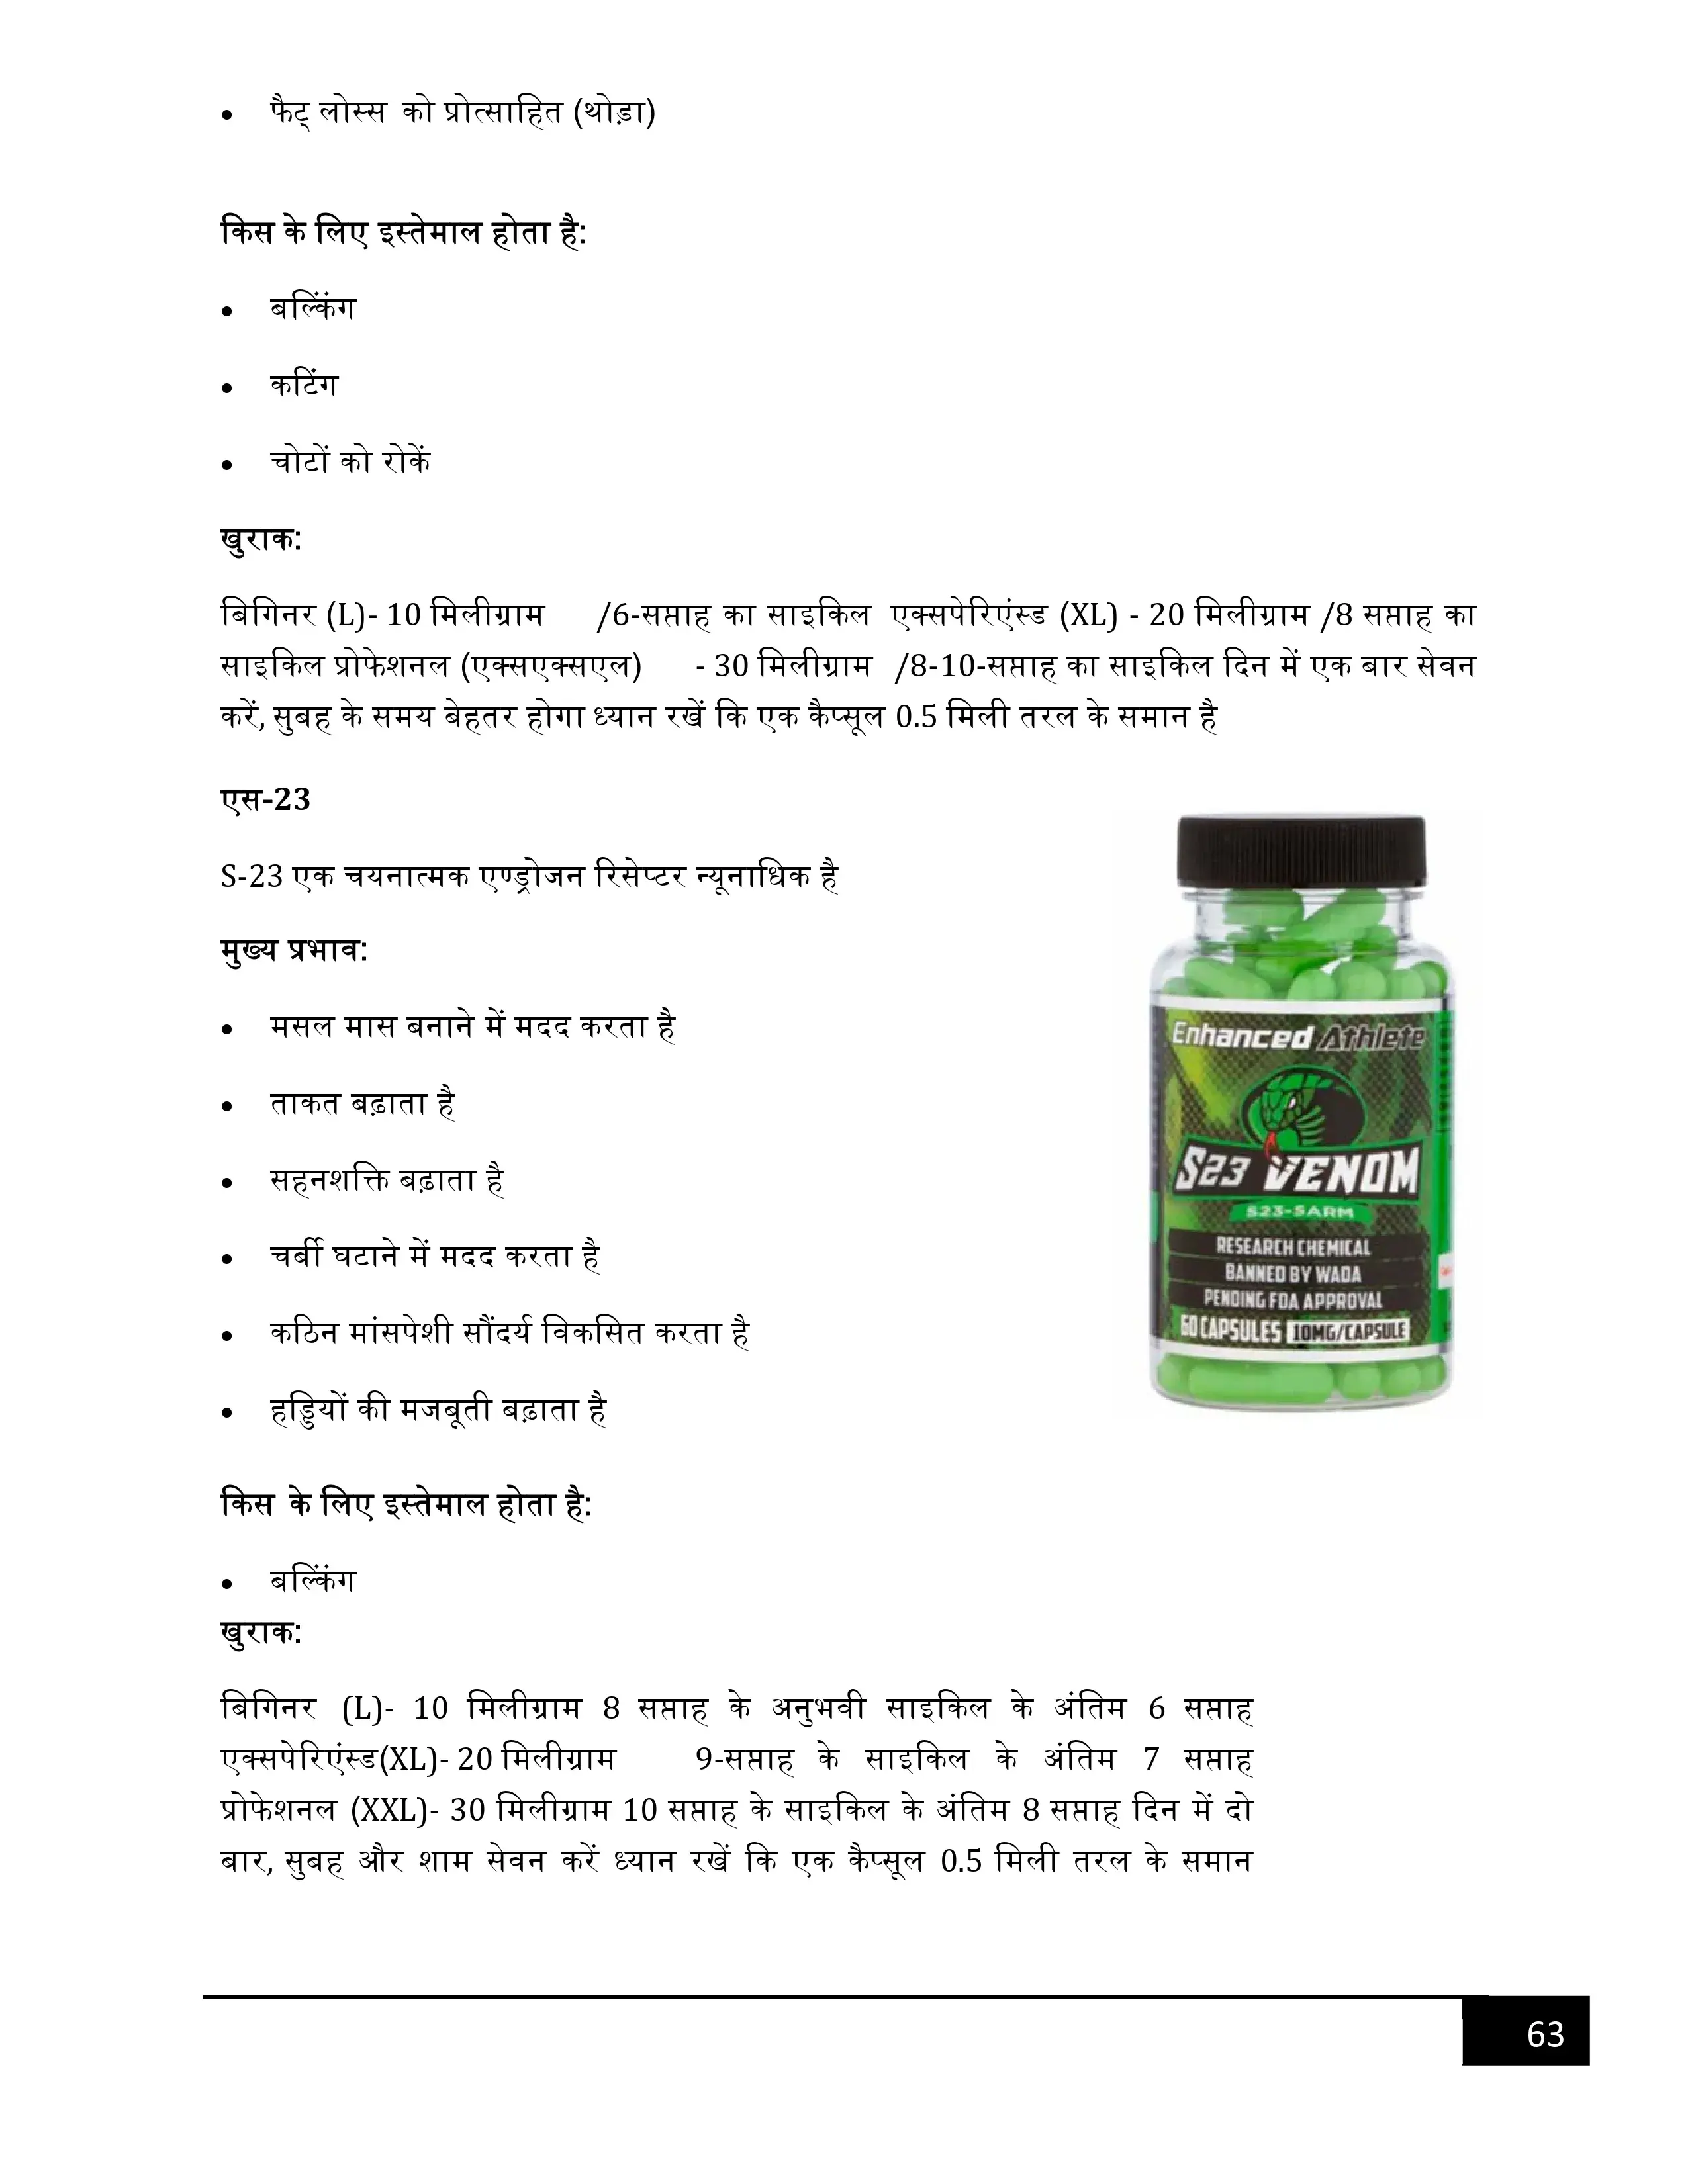 • फैट् लोस्स को प्रोत्साहित (थोड़ा)
किस के लिए इस्तेमाल होता है:
• बल्किंग
• कटिंग
• चोटों को रोकें
खुराक:
बिगिनर (L)- 10 मिलीग्राम /6-सप्ताह का साइकिल एक्सपेरिएंस्ड (XL) - 20 मिलीग्राम /8 सप्ताह का
साइकिल प्रोफेशनल (एक्सएक्सएल) - 30 मिलीग्राम /8-10-सप्ताह का साइकिल दिन में एक बार सेवन
करें, सुबह के समय बेहतर होगा ध्यान रखें कि एक कैप्सूल 0.5 मिली तरल के समान है
एस-23
S-23 एक चयनात्मक एण्ड्रोजन रिसेप्टर न्यूनाधिक है
मुख्य प्रभाव:
• मसल मास बनाने में मदद करता है
• ताकत बढ़ाता है
• सहनशक्ति बढ़ाता है
• चर्बी घटाने में मदद करता है
• कठिन मांसपेशी सौंदर्य विकसित करता है
• हड्डियों की मजबूती बढ़ाता है
Enhanced Athlete
S23 VENOM
S23-SARM
RESEARCH CHEMICAL
BANNED BY WADA
PENDING FDA APPROVAL
60 CAPSULES 10MG/CAPSULE
किस के लिए इस्तेमाल होता है:
• बल्किंग
खुराक:
बिगिनर (L)- 10 मिलीग्राम 8 सप्ताह के अनुभवी साइकिल के अंतिम 6 सप्ताह
एक्सपेरिएंस्ड(XL)- 20 मिलीग्राम 9-सप्ताह के साइकिल के अंतिम 7 सप्ताह
प्रोफेशनल (XXL)- 30 मिलीग्राम 10 सप्ताह के साइकिल के अंतिम 8 सप्ताह दिन में दो
बार, सुबह और शाम सेवन करें ध्यान रखें कि एक कैप्सूल 0.5 मिली तरल के समान
63